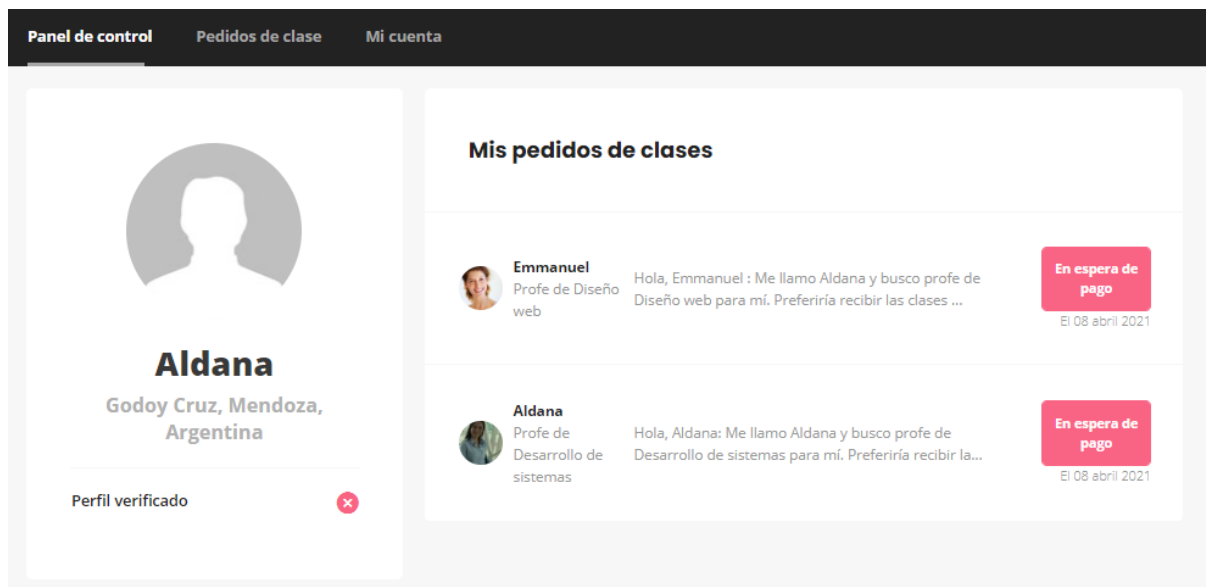 Panel de control Pedidos de clase Mi cuenta
Aldana
Godoy Cruz, Mendoza,
Argentina
Perfil verificado
Mis pedidos de clases
Emmanuel
Profe de Diseño
web
Hola, Emmanuel : Me llamo Aldana y busco profe de
Diseño web para mí. Preferiría recibir las clases ...
En espera de
pago
El 08 abril 2021
Aldana
Profe de
Desarrollo de
sistemas
Hola, Aldana: Me llamo Aldana y busco profe de
Desarrollo de sistemas para mí. Preferiría recibir la...
En espera de
pago
El 08 abril 2021